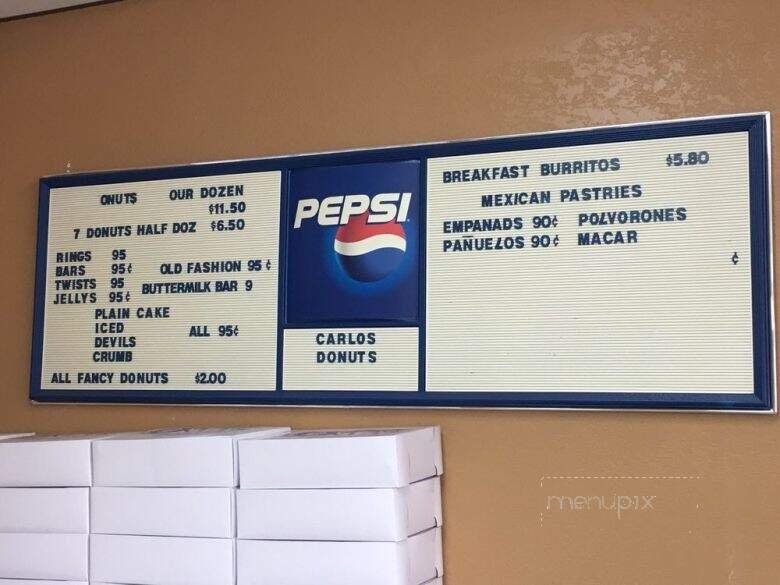 ONUTS OUR DOZEN
$11.50
7 DONUTS HALF DOZ $6.50
RINGS 95
BARS 95¢ OLD FASHION 95¢
TWISTS 95
JELLYS 95¢ BUTTERMILK BAR 9
PLAIN CAKE
ICED ALL 95¢
DEVILS
CRUMB
ALL FANCY DONUTS $2.00
PEPSI
CARLOS
DONUTS
BREAKFAST BURRITOS $5.80
MEXICAN PASTRIES
EMPANADS 90¢ POLVORONES
PAÑUELOS 90¢ MACAR
¢
menupix